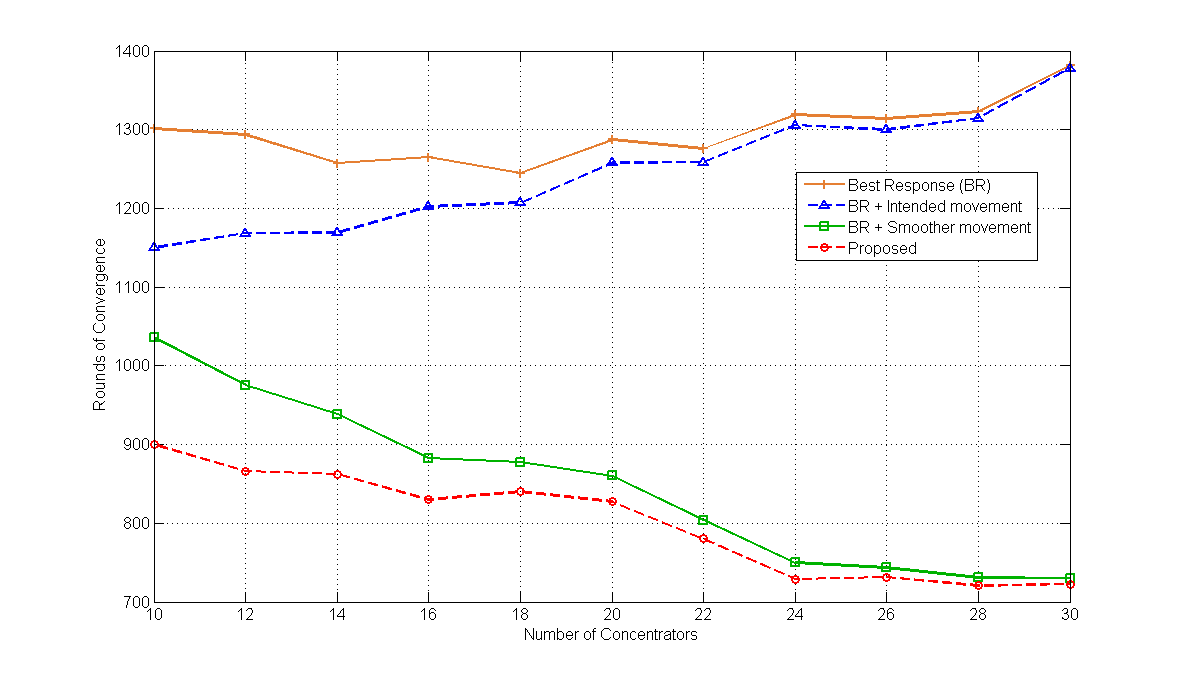 1400
1300
1200
1100
1000
900
800
700
Rounds of Convergence
Best Response (BR)
BR + Intended movement
BR + Smoother movement
Proposed
10 12 14 16 18 20 22 24 26 28 30
Number of Concentrators